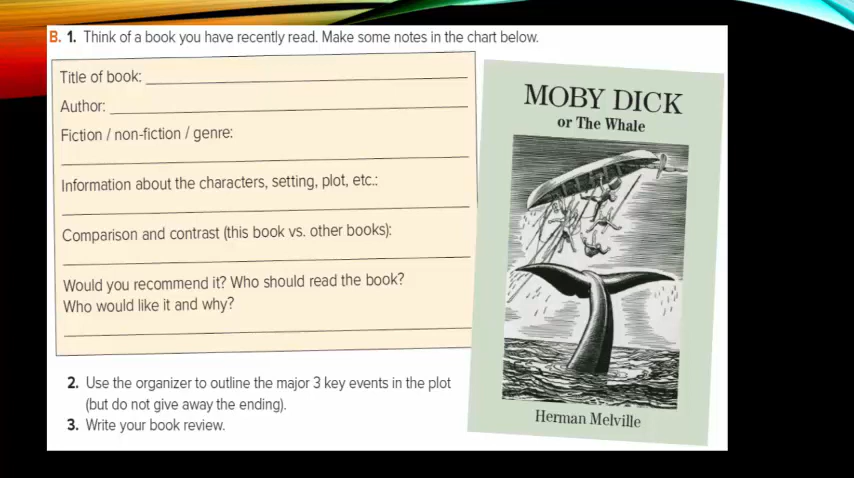 B. 1. Think of a book you have recently read. Make some notes in the chart below.
Title of book:
Author:
Fiction / non-fiction / genre:
Information about the characters, setting, plot, etc.:
Comparison and contrast (this book vs. other books):
Would you recommend it? Who should read the book?
Who would like it and why?
2. Use the organizer to outline the major 3 key events in the plot
(but do not give away the ending).
3. Write your book review.
MOBY DICK
or The Whale
Herman Melville